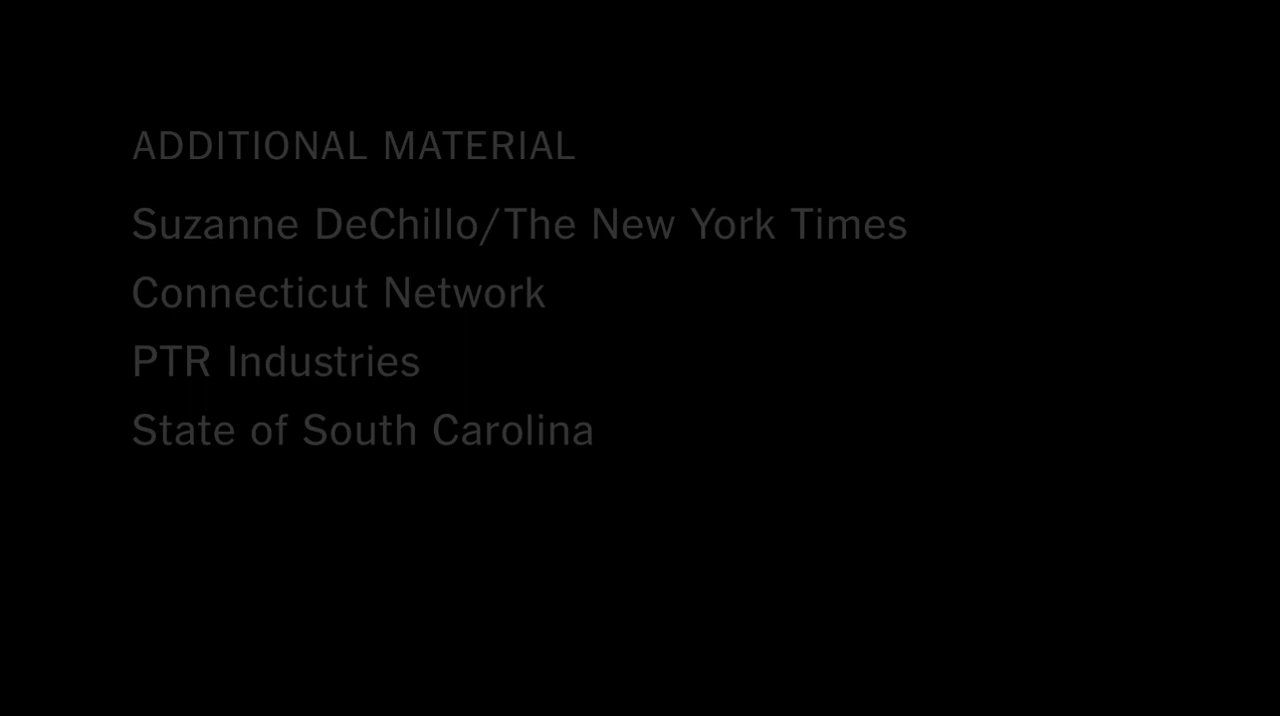 ADDITIONAL MATERIAL
Suzanne DeChillo/The New York Times
Connecticut Network
PTR Industries
State of South Carolina